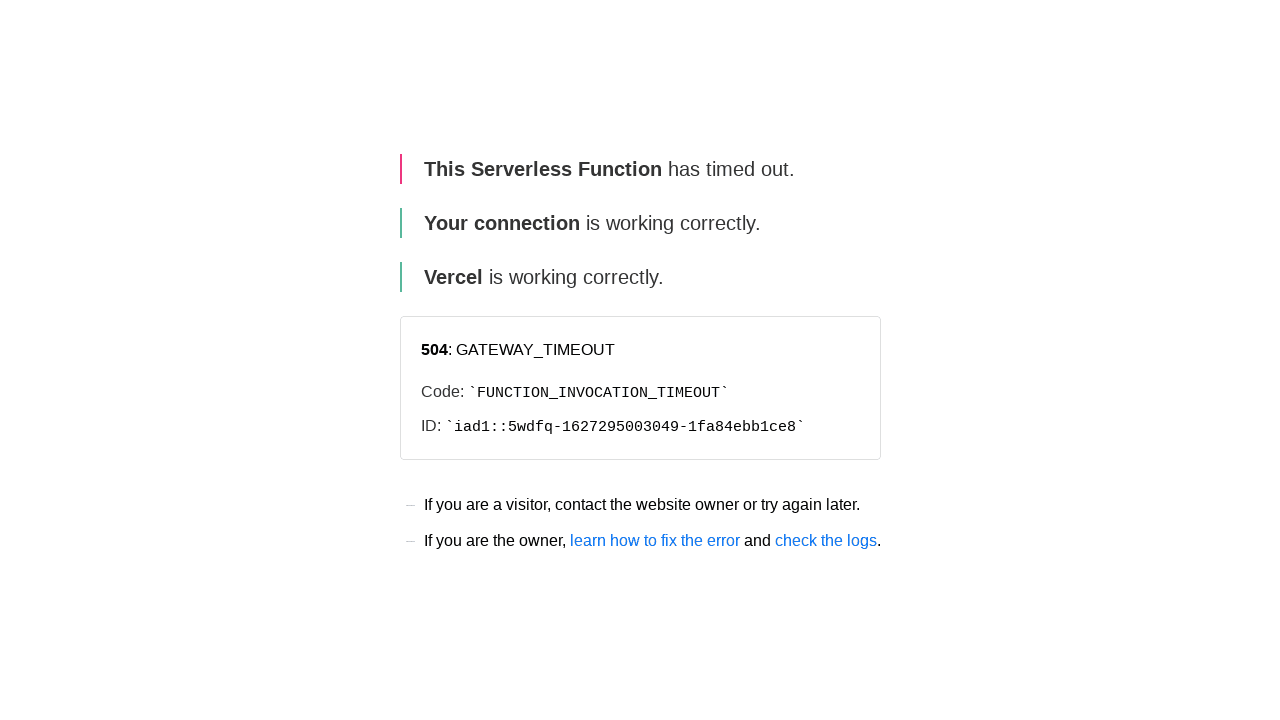 This Serverless Function has timed out.
Your connection is working correctly.
Vercel is working correctly.
504: GATEWAY_TIMEOUT
Code: `FUNCTION_INVOCATION_TIMEOUT`
ID: `iad1::5wdfq-1627295003049-1fa84ebb1ce8`
– If you are a visitor, contact the website owner or try again later.
– If you are the owner, learn how to fix the error and check the logs.